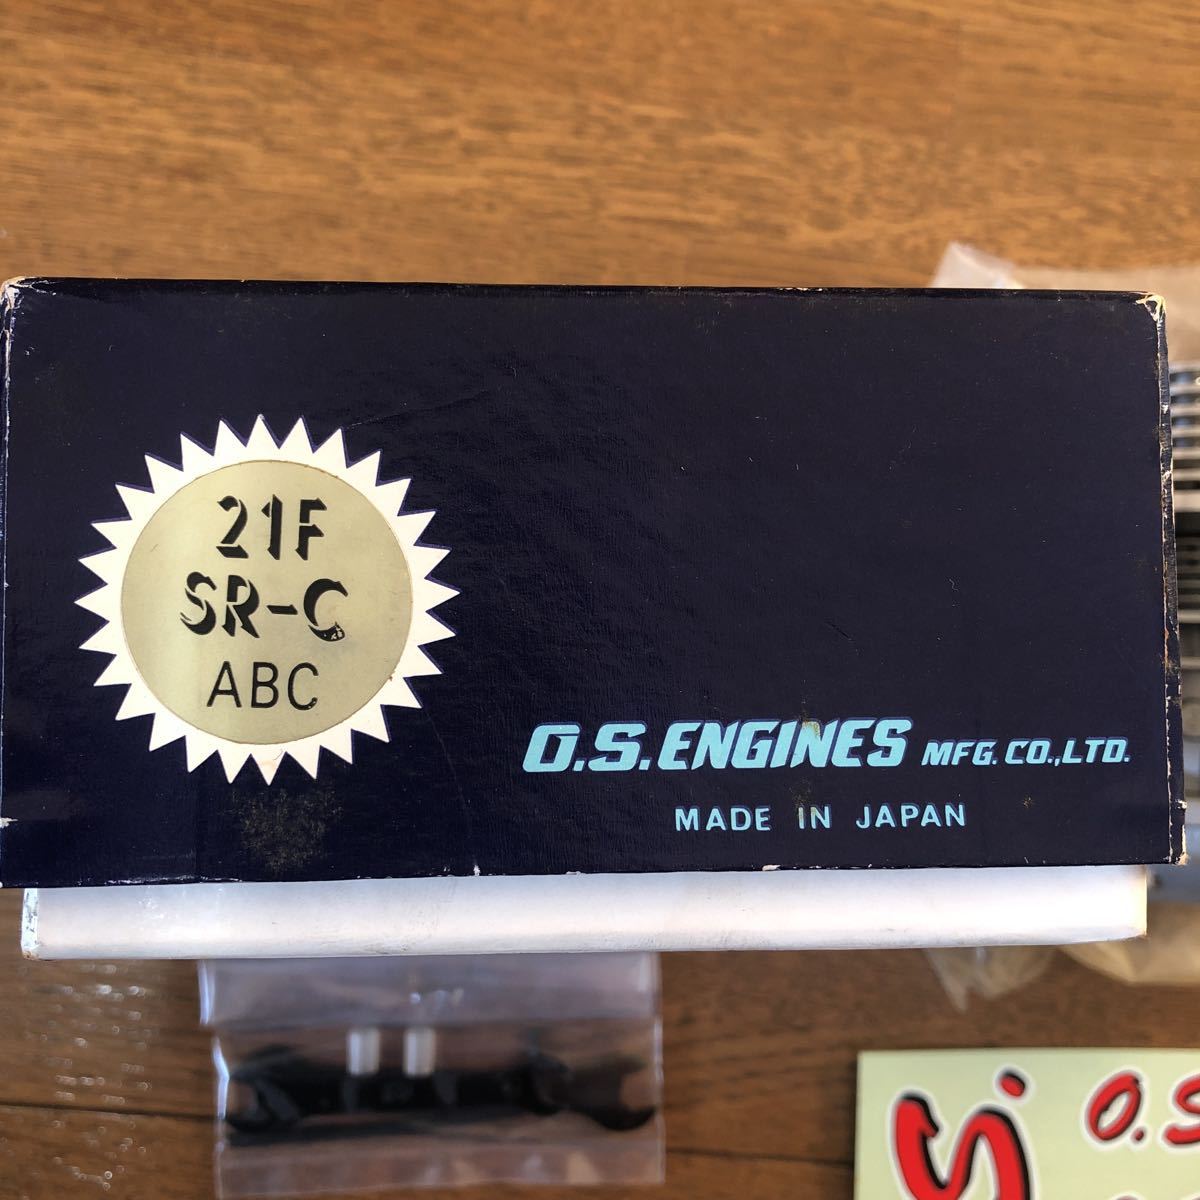 21F
SR-C
ABC
O.S.ENGINES MFG. CO.,LTD.
MADE IN JAPAN
O.S